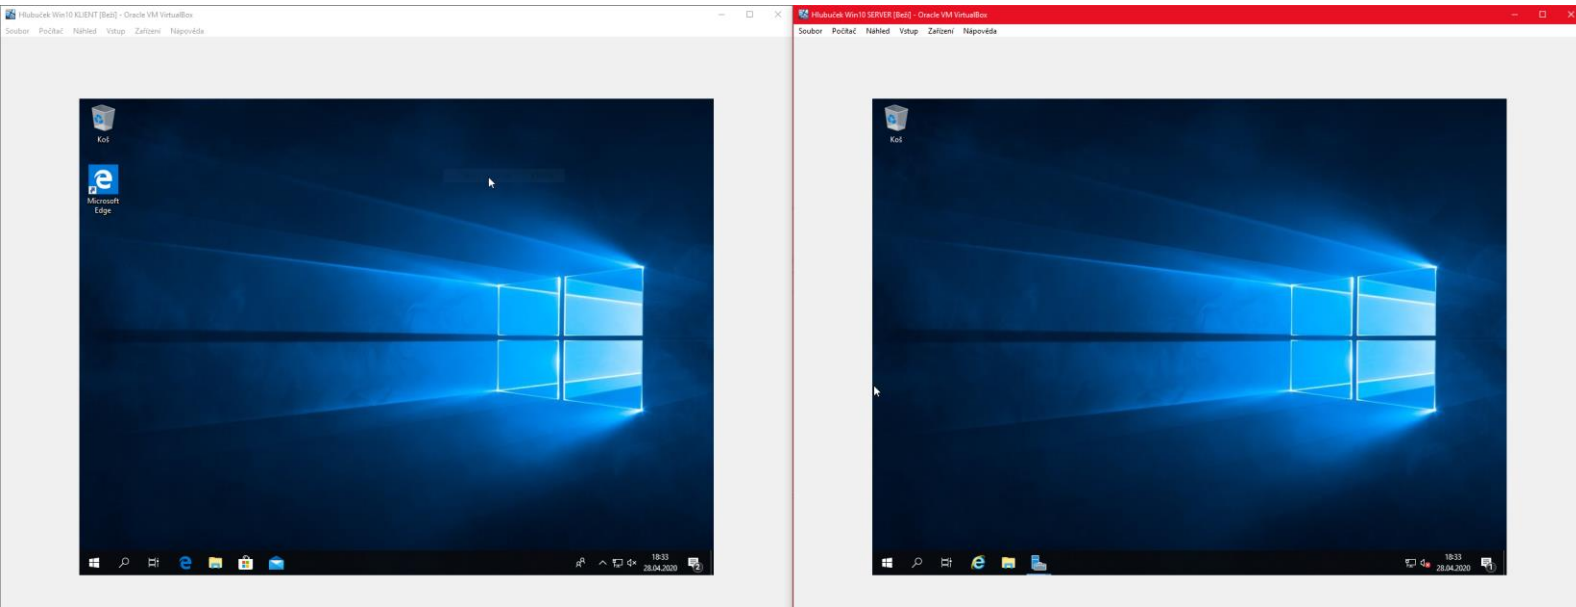 Hlubuček Win10 KLIENT [Běží] - Oracle VM VirtualBox
Soubor Počítač Náhled Vstup Zařízení Nápověda
Koš
Microsoft
Edge
18:33
28.04.2020
2
Hlubuček Win10 SERVER [Běží] - Oracle VM VirtualBox
Soubor Počítač Náhled Vstup Zařízení Nápověda
Koš
18:33
28.04.2020
1